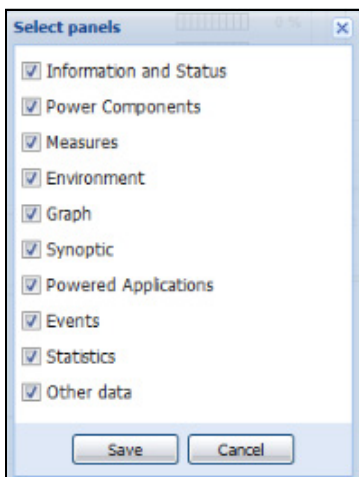 Select panels
0 %
Information and Status
Power Components
Measures
Environment
Graph
Synoptic
Powered Applications
Events
Statistics
Other data
Save
Cancel